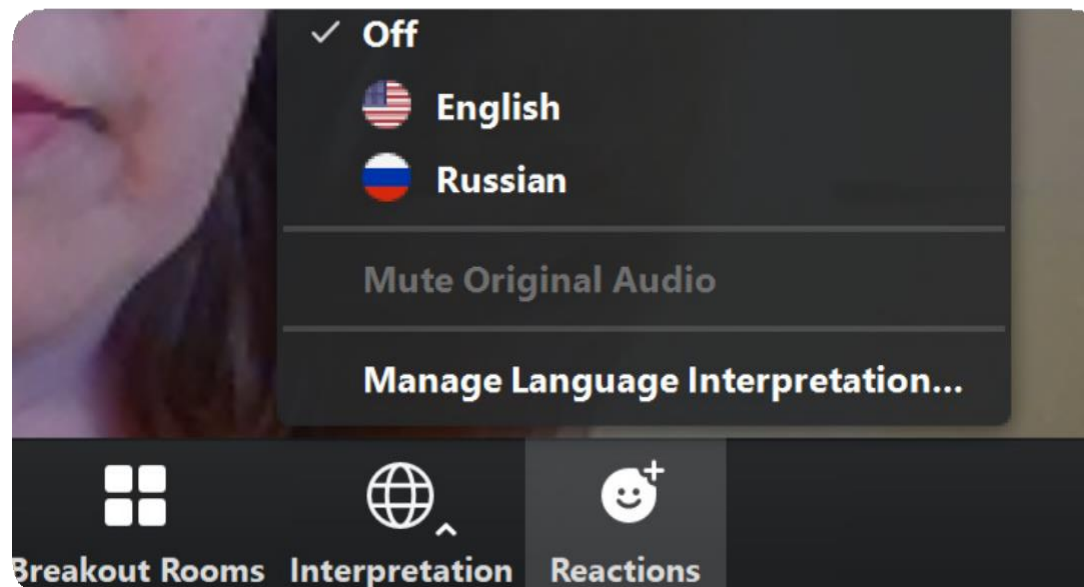 Off
English
Russian
Mute Original Audio
Manage Language Interpretation...
Breakout Rooms Interpretation Reactions